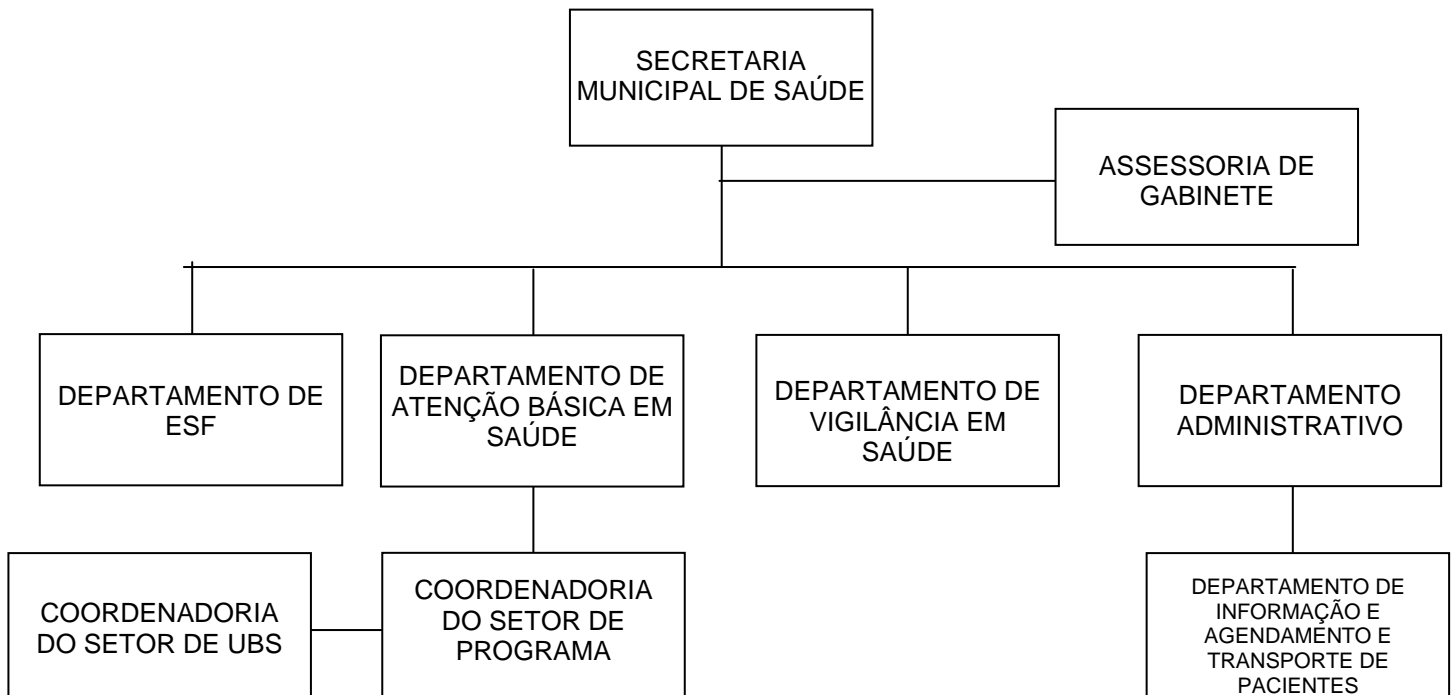 SECRETARIA
MUNICIPAL DE SAÚDE
ASSESSORIA DE
GABINETE
DEPARTAMENTO DE
ESF
DEPARTAMENTO DE
ATENÇÃO BÁSICA EM
SAÚDE
DEPARTAMENTO DE
VIGILÂNCIA EM
SAÚDE
DEPARTAMENTO
ADMINISTRATIVO
COORDENADORIA
DO SETOR DE UBS
COORDENADORIA
DO SETOR DE
PROGRAMA
DEPARTAMENTO DE
INFORMAÇÃO E
AGENDAMENTO E
TRANSPORTE DE
PACIENTES